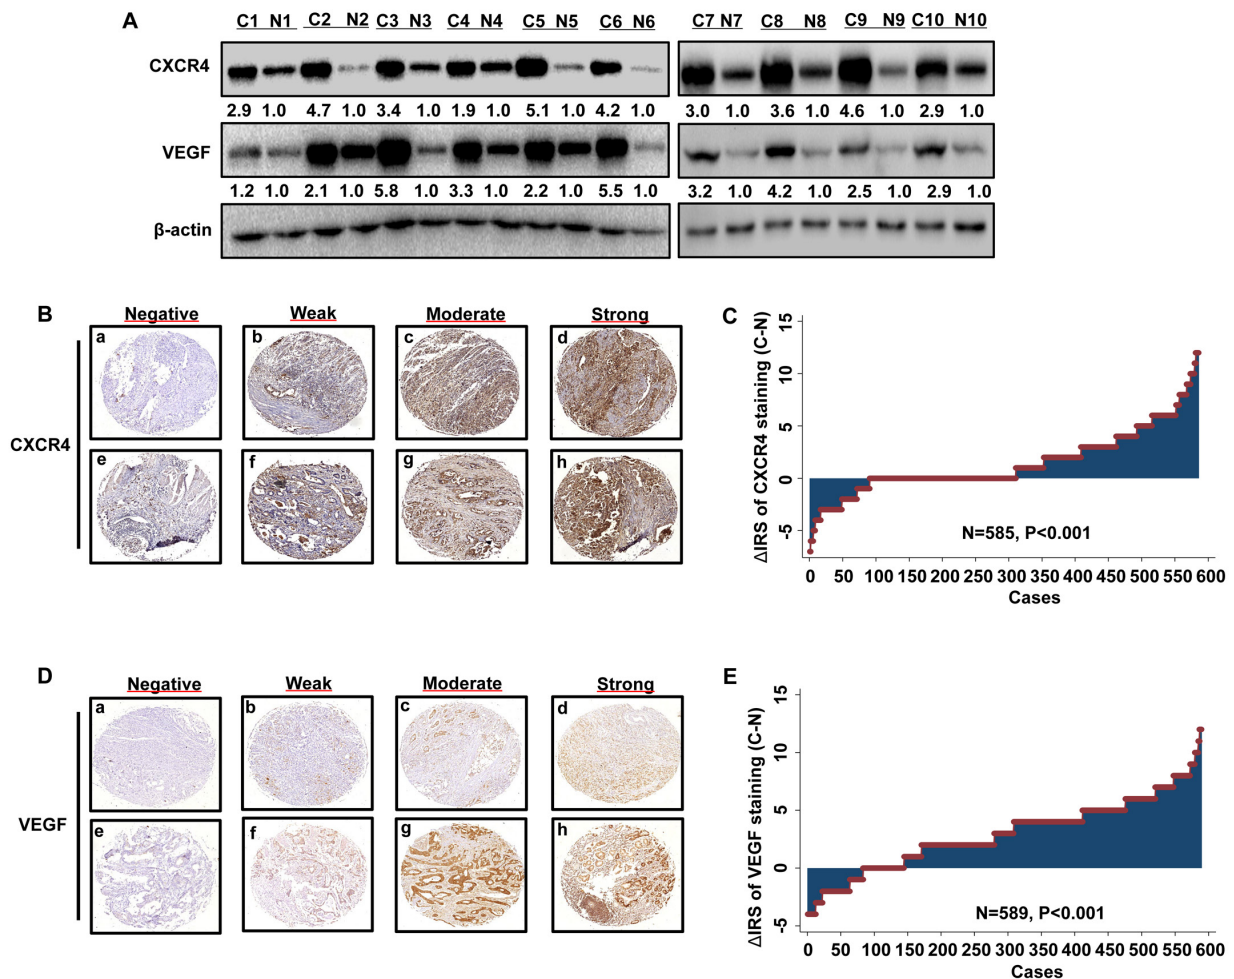 A
C1 N1 C2 N2 C3 N3 C4 N4 C5 N5 C6 N6 C7 N7 C8 N8 C9 N9 C10 N10
CXCR4
2.9 1.0 4.7 1.0 3.4 1.0 1.9 1.0 5.1 1.0 4.2 1.0 3.0 1.0 3.6 1.0 4.6 1.0 2.9 1.0
VEGF
1.2 1.0 2.1 1.0 5.8 1.0 3.3 1.0 2.2 1.0 5.5 1.0 3.2 1.0 4.2 1.0 2.5 1.0 2.9 1.0
β-actin
B
Negative Weak Moderate Strong
a b c d
CXCR4
e f g h
C
ΔIRS of CXCR4 staining (C-N)
15
10
5
0
-5
N=585, P<0.001
0 50 100 150 200 250 300 350 400 450 500 550 600
Cases
D
Negative Weak Moderate Strong
a b c d
VEGF
e f g h
E
ΔIRS of VEGF staining (C-N)
15
10
5
0
-5
N=589, P<0.001
0 50 100 150 200 250 300 350 400 450 500 550 600
Cases